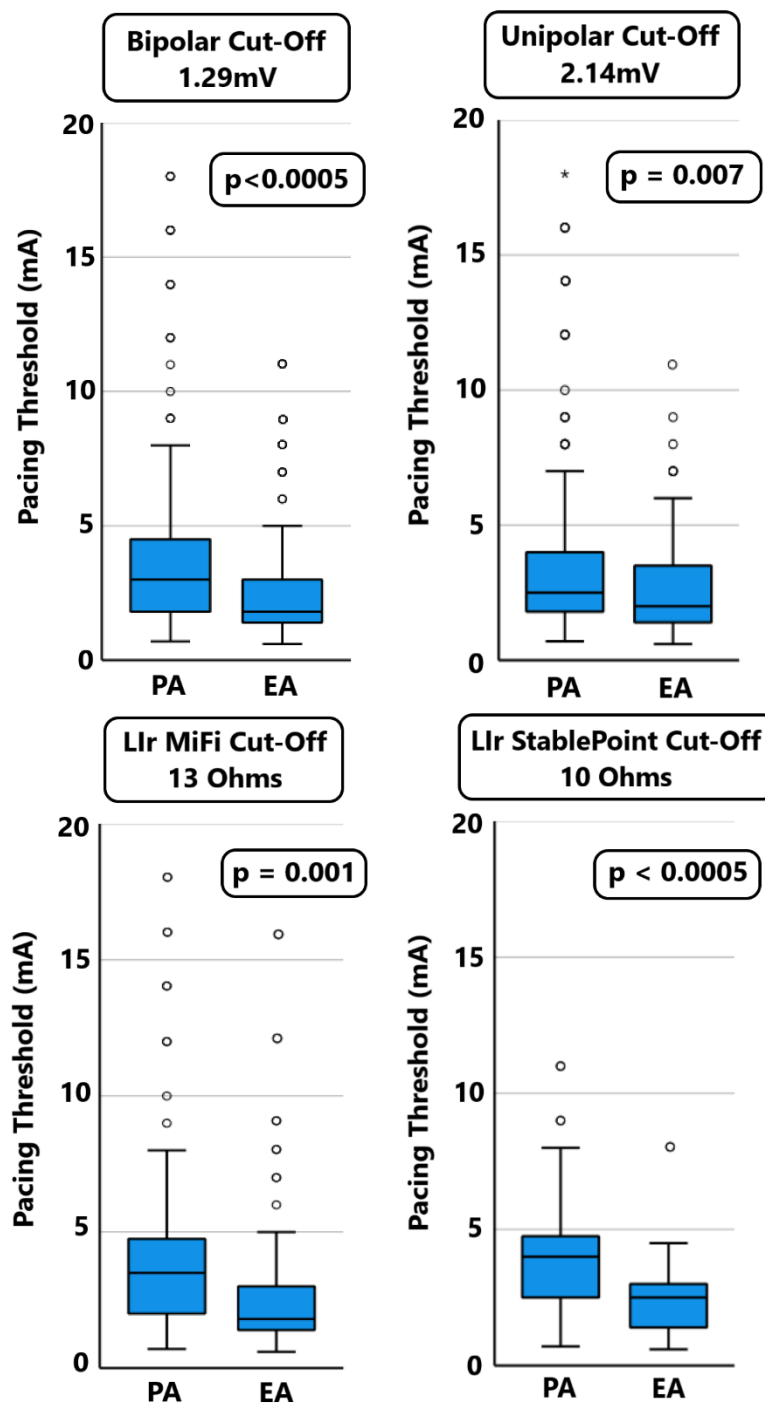 Bipolar Cut-Off
1.29mV
p<0.0005
Pacing Threshold (mA)
20
15
10
5
0
PA EA
Unipolar Cut-Off
2.14mV
p = 0.007
Pacing Threshold (mA)
20
15
10
5
0
PA EA
LIr MiFi Cut-Off
13 Ohms
p = 0.001
Pacing Threshold (mA)
20
15
10
5
0
PA EA
LIr StablePoint Cut-Off
10 Ohms
p < 0.0005
Pacing Threshold (mA)
20
15
10
5
0
PA EA